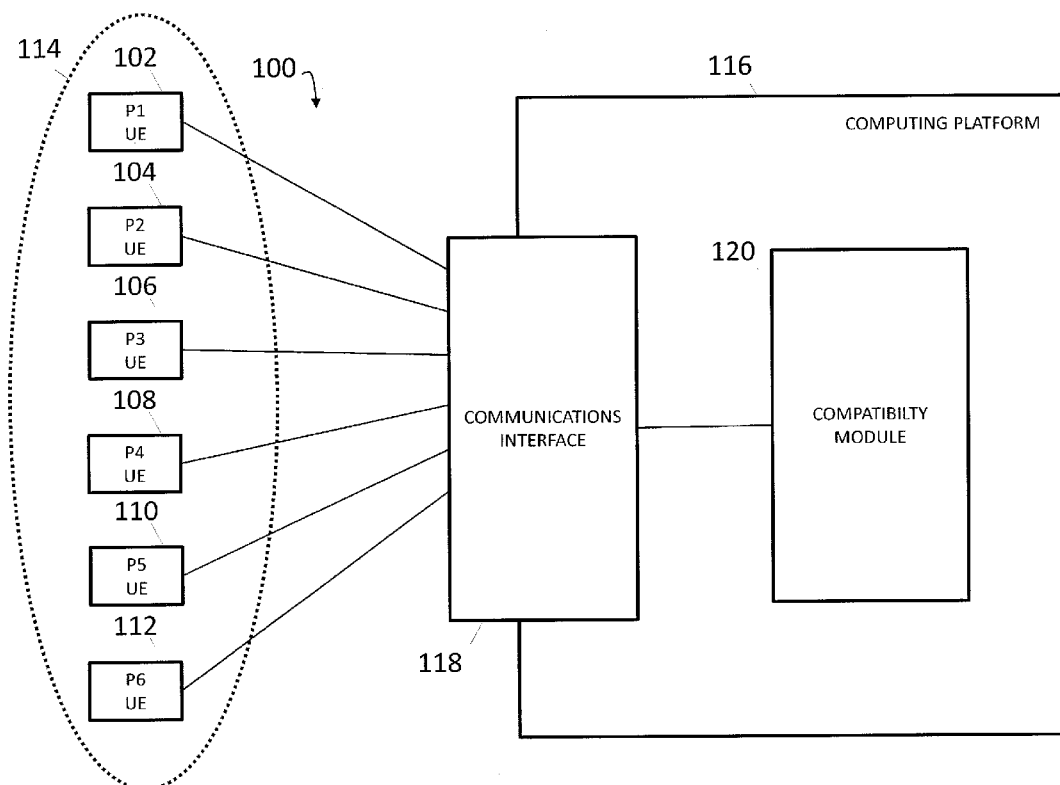 114
102
100
116
P1
UE
COMPUTING PLATFORM
104
P2
UE
120
106
P3
UE
108
COMMUNICATIONS
INTERFACE
COMPATIBILTY
MODULE
P4
UE
110
P5
UE
112
118
P6
UE